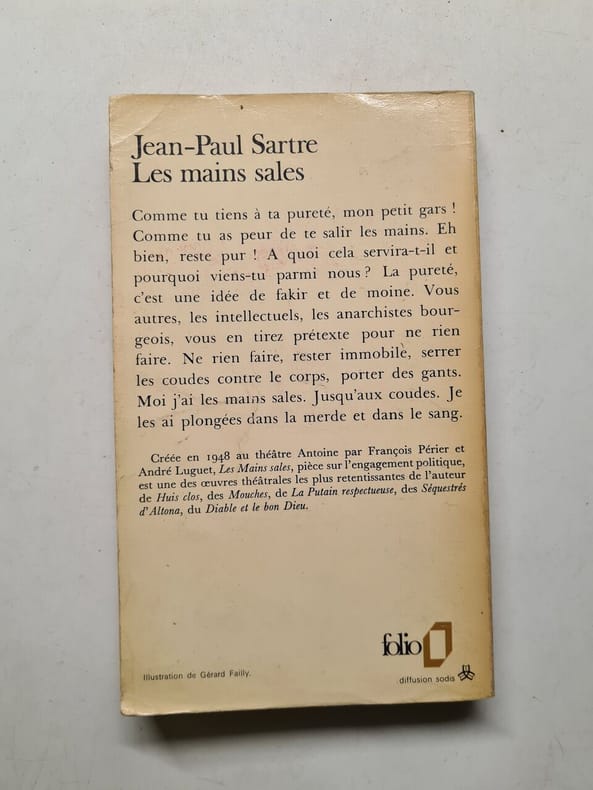 Jean-Paul Sartre
Les mains sales
Comme tu tiens à ta pureté, mon petit gars !
Comme tu as peur de te salir les mains. Eh
bien, reste pur ! A quoi cela servira-t-il et
pourquoi viens-tu parmi nous ? La pureté,
c'est une idée de fakir et de moine. Vous
autres, les intellectuels, les anarchistes bour-
geois, vous en tirez prétexte pour ne rien
faire. Ne rien faire, rester immobile, serrer
les coudes contre le corps, porter des gants.
Moi j'ai les mains sales. Jusqu'aux coudes. Je
les ai plongées dans la merde et dans le sang.
Créée en 1948 au théâtre Antoine par François Périer et
André Luguet, Les Mains sales, pièce sur l'engagement politique,
est une des œuvres théâtrales les plus retentissantes de l'auteur
de Huis clos, des Mouches, de La Putain respectueuse, des Séquestrés
d'Altona, du Diable et le bon Dieu.
folio
Illustration de Gérard Failly.
diffusion sodis